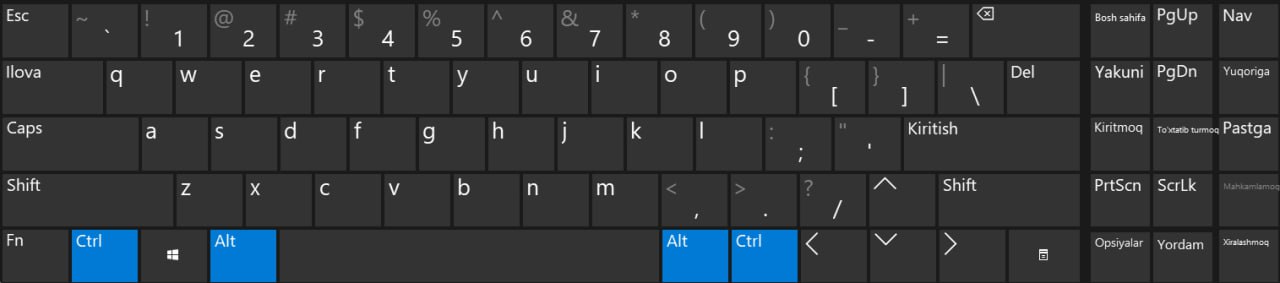 Esc ~ ` ! 1 @ 2 # 3 $ 4 % 5 ^ 6 & 7 * 8 ( 9 ) 0 _ - + = Bosh sahifa PgUp Nav
Ilova q w e r t y u i o p { [ } ] | \ Del Yakuni PgDn Yuqoriga
Caps a s d f g h j k l : ; " ' Kiritish Kiritmoq To'xtatib turmoq Pastga
Shift z x c v b n m < , > . ? / Shift PrtScn ScrLk Mahkamlamoq
Fn Ctrl Alt Alt Ctrl Opsiyalar Yordam Xiralashmoq